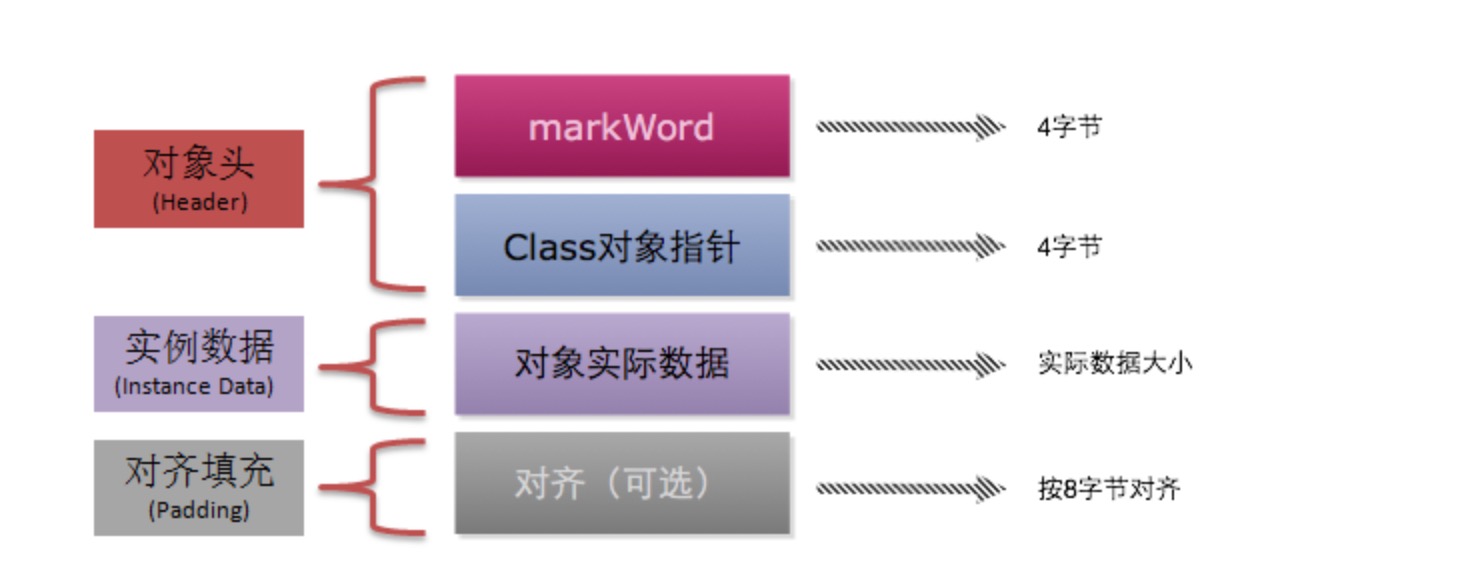 对象头
(Header)
markWord
4字节
Class对象指针
4字节
实例数据
(Instance Data)
对象实际数据
实际数据大小
对齐填充
(Padding)
对齐（可选）
按8字节对齐